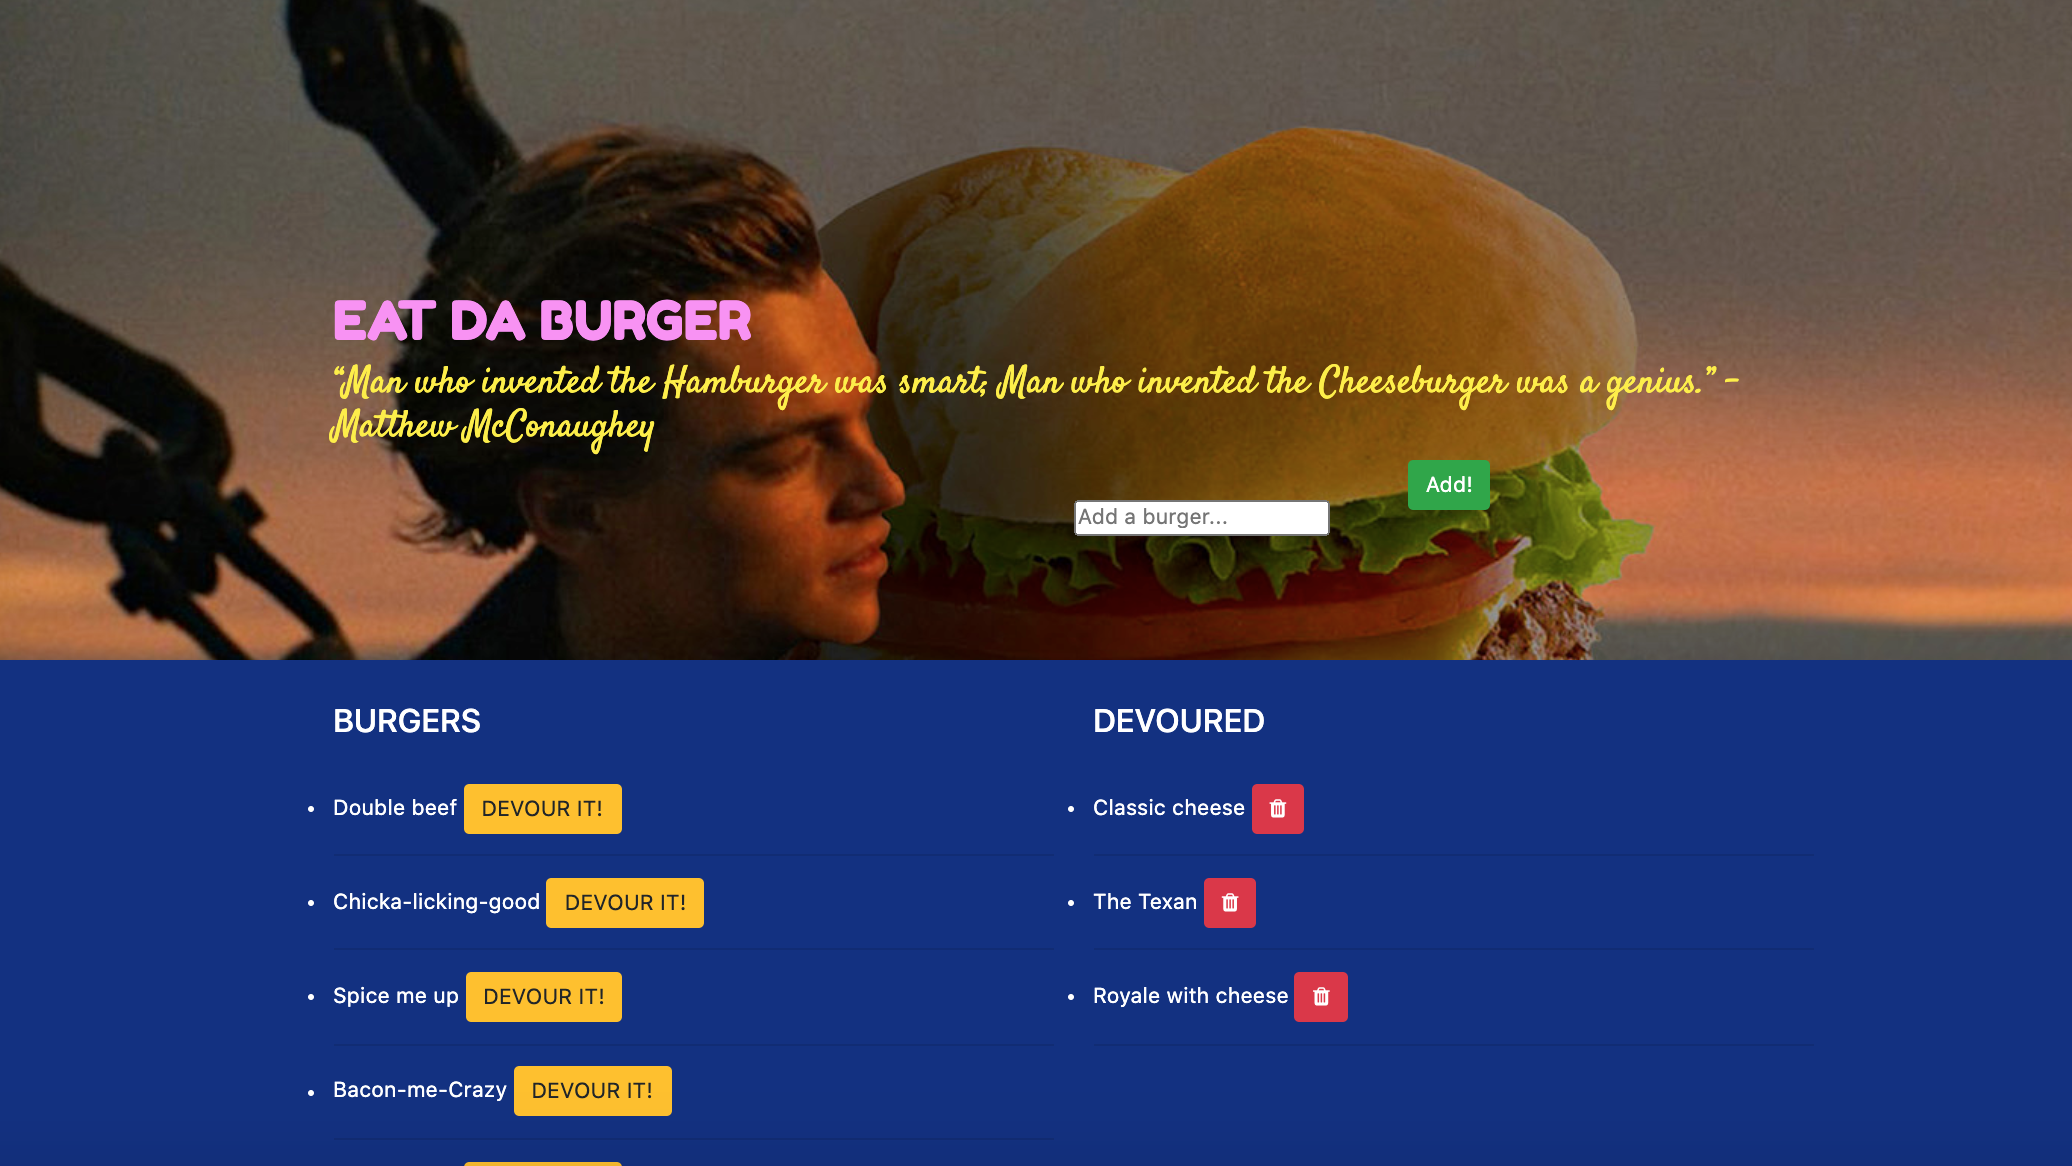 EAT DA BURGER
“Man who invented the Hamburger was smart; Man who invented the Cheeseburger was a genius.” -
Matthew McConaughey
Add!
Add a burger...
BURGERS
Double beef DEVOUR IT!
Chicka-licking-good DEVOUR IT!
Spice me up DEVOUR IT!
Bacon-me-Crazy DEVOUR IT!
DEVOURED
Classic cheese
The Texan
Royale with cheese